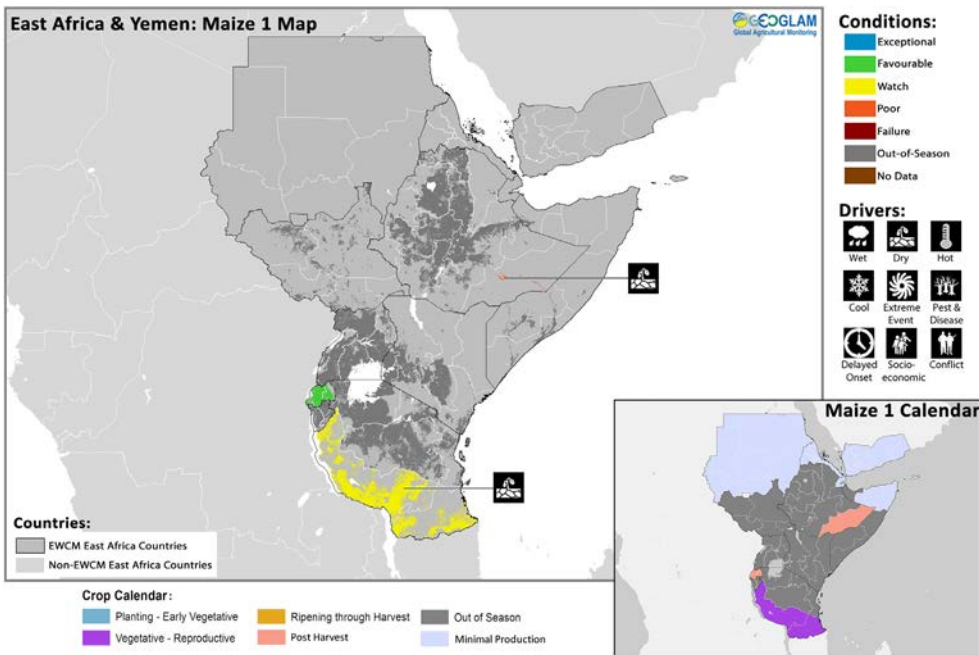 East Africa & Yemen: Maize 1 Map
GEOGLAM
Global Agricultural Monitoring
Conditions:
Exceptional
Favourable
Watch
Poor
Failure
Out-of-Season
No Data
Drivers:
Wet
Dry
Hot
Cool
Extreme
Event
Pest &
Disease
Delayed
Onset
Socio-
economic
Conflict
Maize 1 Calendar
Countries:
EWCM East Africa Countries
Non-EWCM East Africa Countries
Crop Calendar:
Planting - Early Vegetative
Ripening through Harvest
Out of Season
Vegetative - Reproductive
Post Harvest
Minimal Production